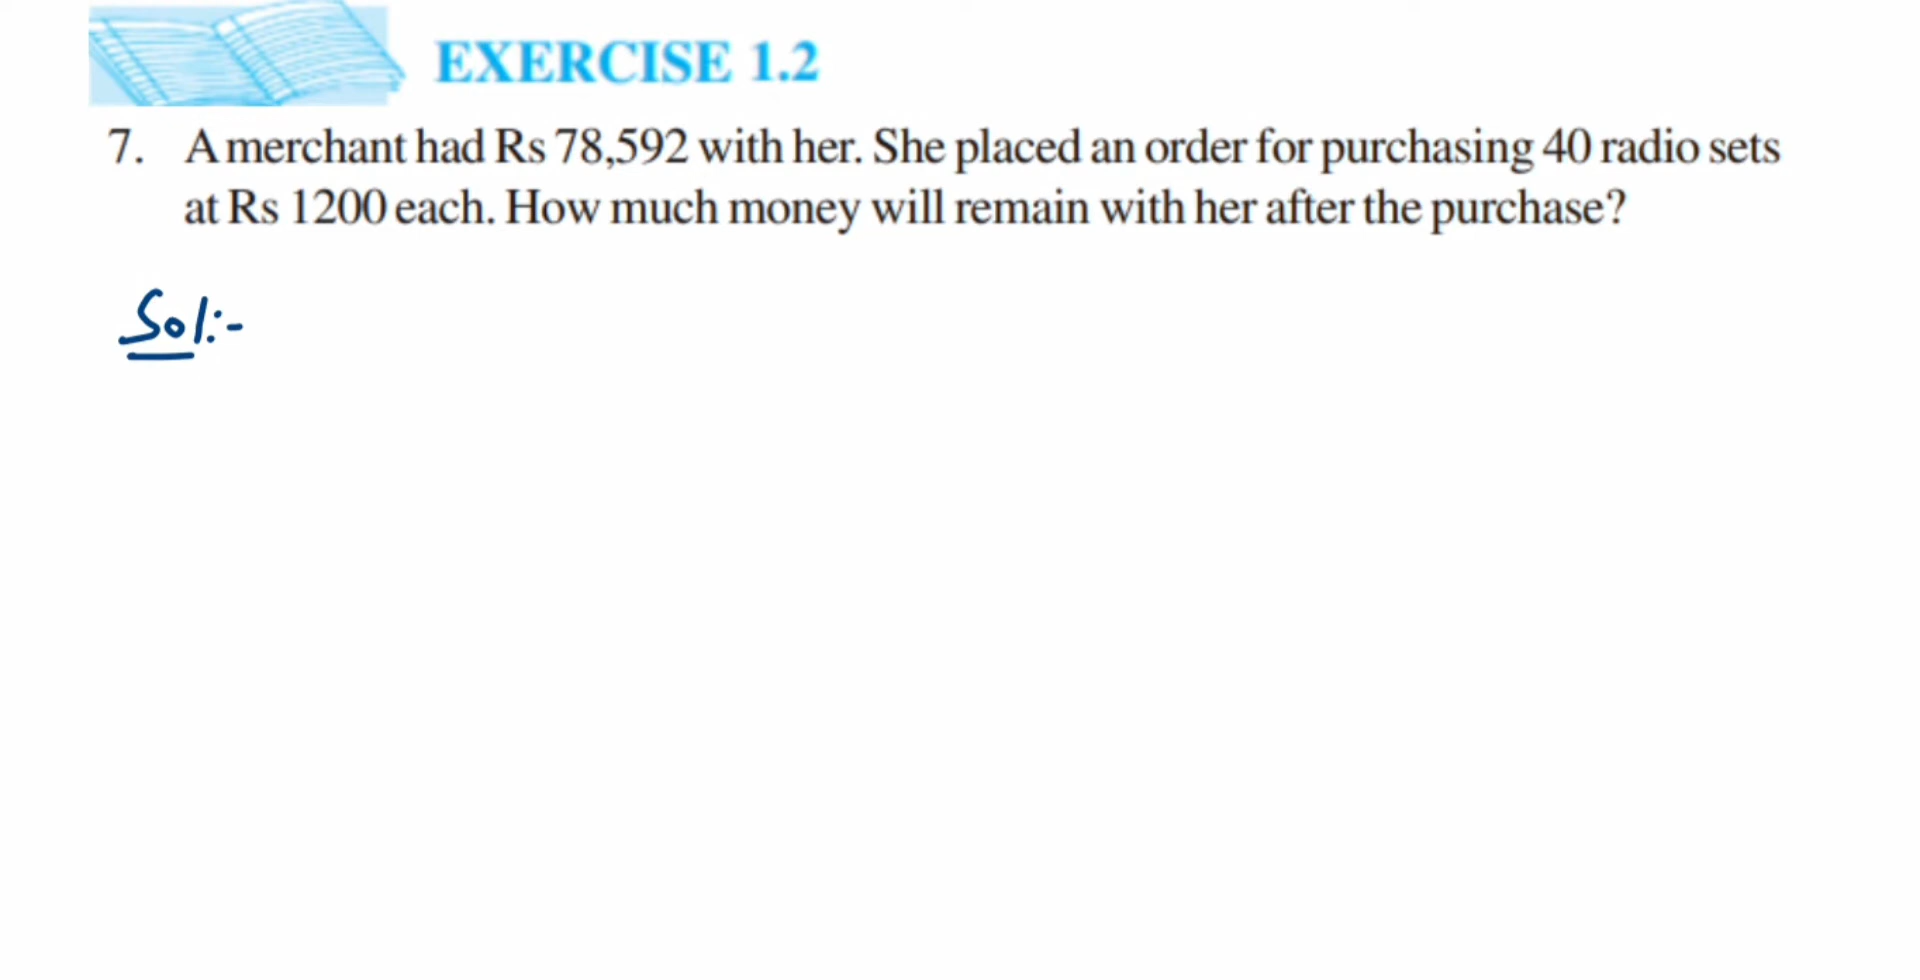 EXERCISE 1.2
7. A merchant had Rs 78,592 with her. She placed an order for purchasing 40 radio sets
at Rs 1200 each. How much money will remain with her after the purchase?
Sol:-